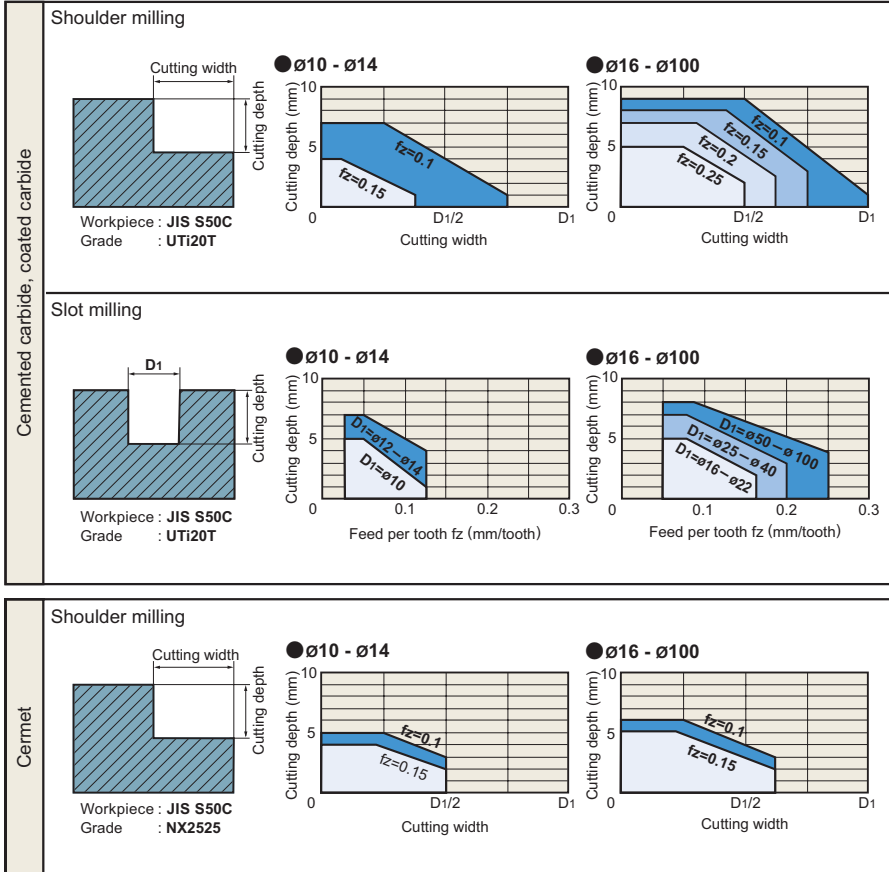 Cemented carbide, coated carbide
Shoulder milling
Cutting width
Cutting depth
Workpiece : JIS S50C
Grade : UTi20T
●ø10 - ø14
Cutting depth (mm)
10
5
0
fz=0.1
fz=0.15
D1/2
D1
Cutting width
●ø16 - ø100
Cutting depth (mm)
10
5
0
fz=0.1
fz=0.15
fz=0.2
fz=0.25
D1/2
D1
Cutting width
Slot milling
D1
Cutting depth
Workpiece : JIS S50C
Grade : UTi20T
●ø10 - ø14
Cutting depth (mm)
10
5
0
D1=ø12–ø14
D1=ø10
0.1
0.2
0.3
Feed per tooth fz (mm/tooth)
●ø16 - ø100
Cutting depth (mm)
10
5
0
D1=ø50–ø100
D1=ø25–ø40
D1=ø16–ø22
0.1
0.2
0.3
Feed per tooth fz (mm/tooth)
Cermet
Shoulder milling
Cutting width
Cutting depth
Workpiece : JIS S50C
Grade : NX2525
●ø10 - ø14
Cutting depth (mm)
10
5
0
fz=0.1
fz=0.15
D1/2
D1
Cutting width
●ø16 - ø100
Cutting depth (mm)
10
5
0
fz=0.1
fz=0.15
D1/2
D1
Cutting width